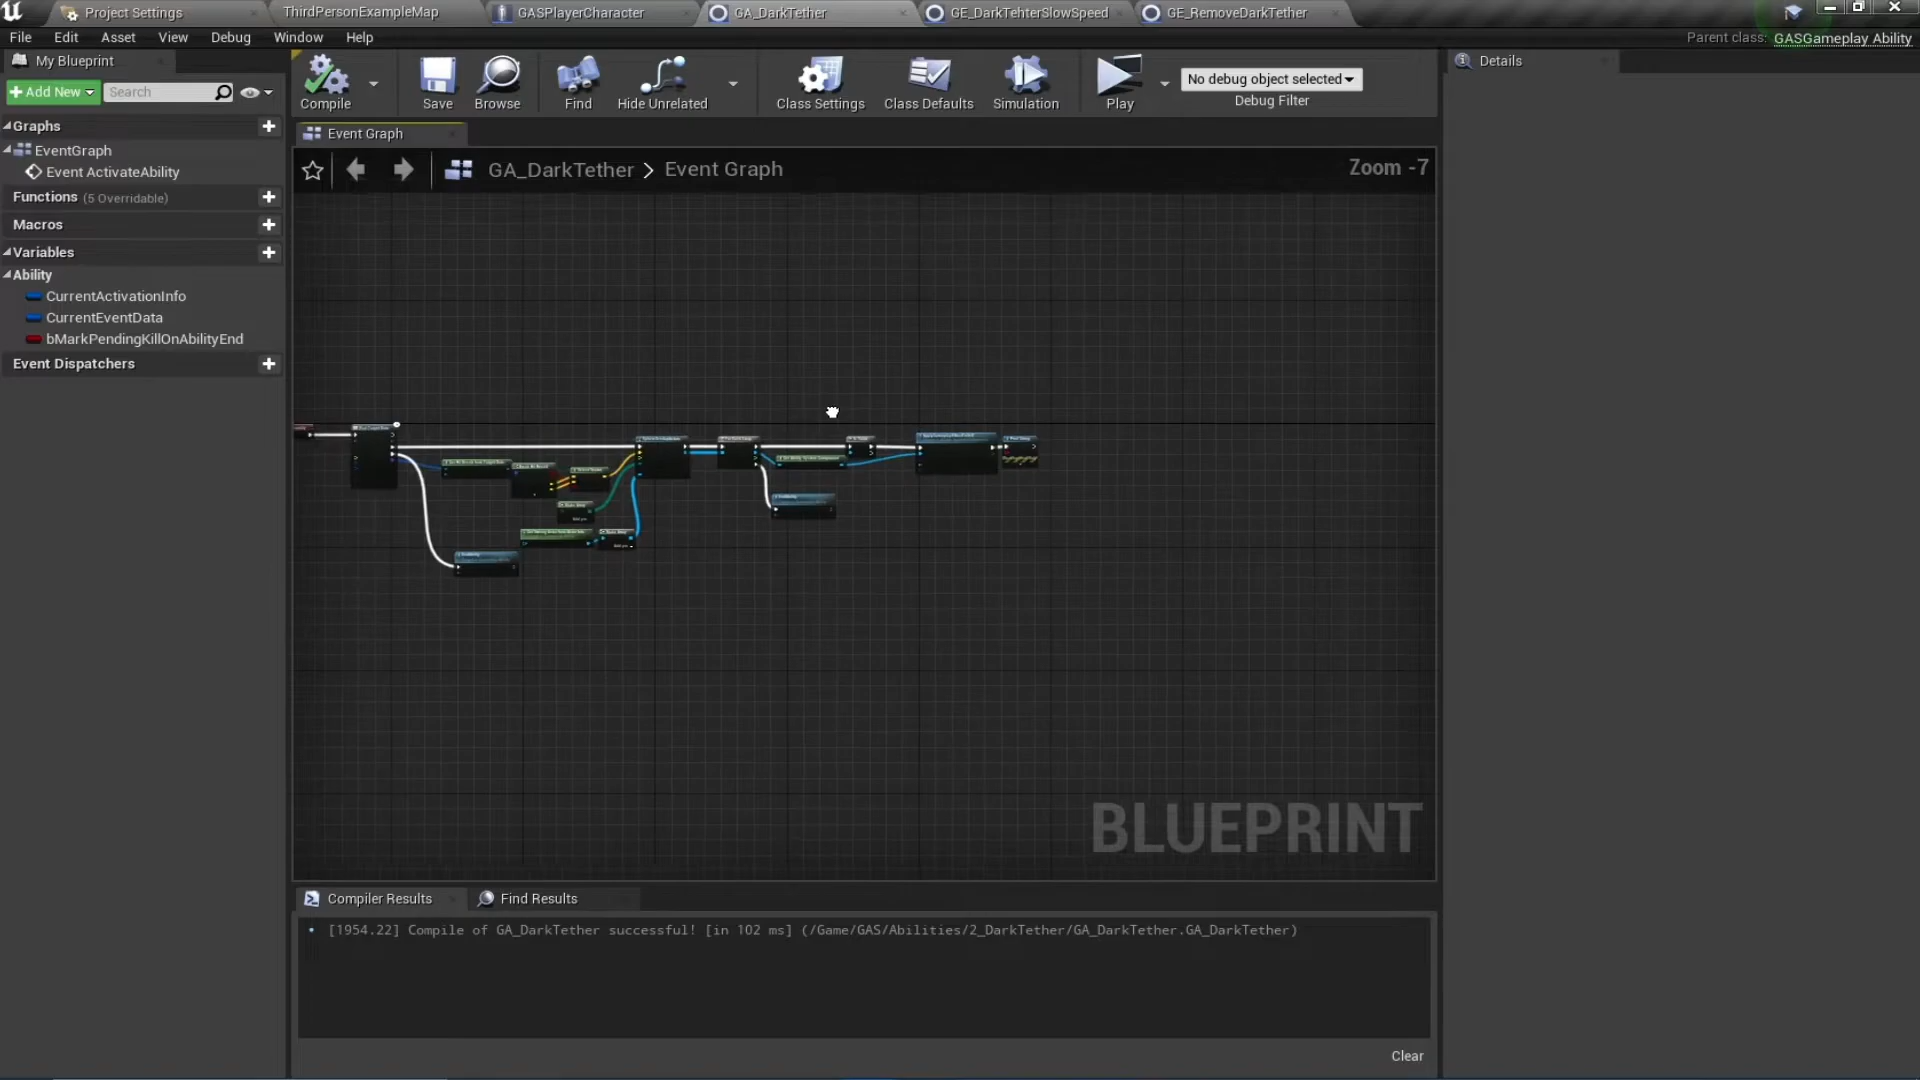 Project Settings
ThirdPersonExampleMap
GASPlayerCharacter
GA_DarkTether
GE_DarkTehterSlowSpeed
GE_RemoveDarkTether
File Edit Asset View Debug Window Help
Parent class: GASGameplay Ability
My Blueprint
Add New
Search
Compile
Save
Browse
Find
Hide Unrelated
Class Settings
Class Defaults
Simulation
Play
No debug object selected
Debug Filter
Details
Graphs
EventGraph
Event ActivateAbility
Functions (5 Overridable)
Macros
Variables
Ability
CurrentActivationInfo
CurrentEventData
bMarkPendingKillOnAbilityEnd
Event Dispatchers
Event Graph
GA_DarkTether > Event Graph
Zoom -7
BLUEPRINT
Compiler Results
Find Results
[1954.22] Compile of GA_DarkTether successful! [in 102 ms] (/Game/GAS/Abilities/2_DarkTether/GA_DarkTether.GA_DarkTether)
Clear